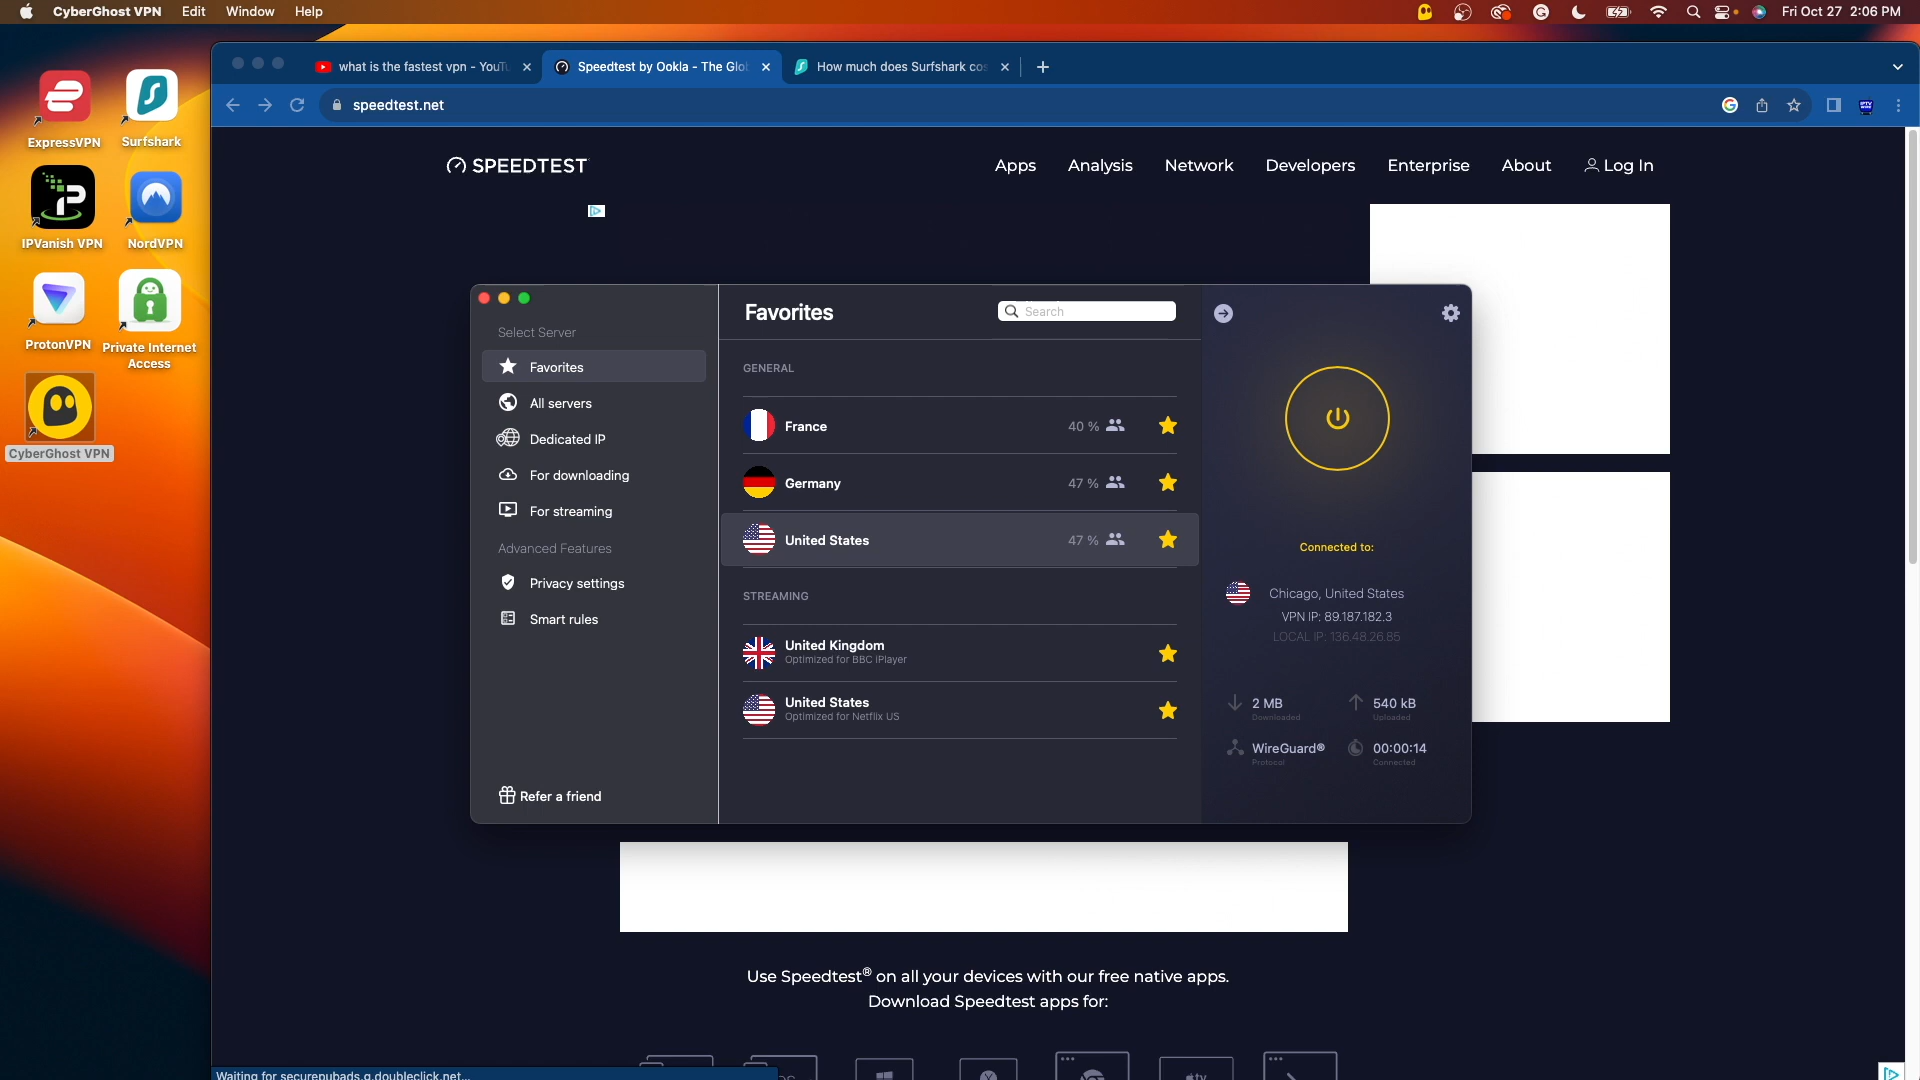 CyberGhost VPN Edit Window Help
Fri Oct 27 2:06 PM
what is the fastest vpn - YouTu
Speedtest by Ookla - The Glob
How much does Surfshark cos
speedtest.net
ExpressVPN
Surfshark
IPVanish VPN
NordVPN
ProtonVPN
Private Internet
Access
CyberGhost VPN
SPEEDTEST
Apps Analysis Network Developers Enterprise About Log In
Select Server
Favorites
All servers
Dedicated IP
For downloading
For streaming
Advanced Features
Privacy settings
Smart rules
Refer a friend
Favorites
Search
GENERAL
France 40 %
Germany 47 %
United States 47 %
STREAMING
United Kingdom
Optimized for BBC iPlayer
United States
Optimized for Netflix US
Connected to:
Chicago, United States
VPN IP: 89.187.182.3
LOCAL IP: 136.48.26.85
2 MB
Downloaded
540 kB
Uploaded
WireGuard®
Protocol
00:00:14
Connected
Use Speedtest® on all your devices with our free native apps.
Download Speedtest apps for:
Waiting for securepubads.g.doubleclick.net...